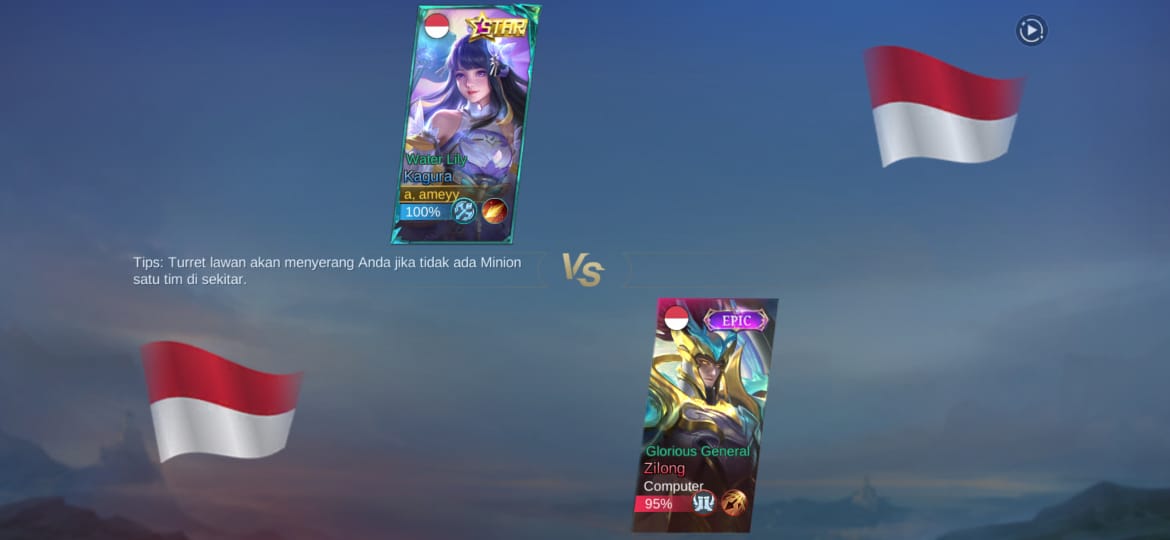 STAR
Water Lily
Kagura
a, ameyy
100%
Tips: Turret lawan akan menyerang Anda jika tidak ada Minion
satu tim di sekitar.
VS
EPIC
Glorious General
Zilong
Computer
95%